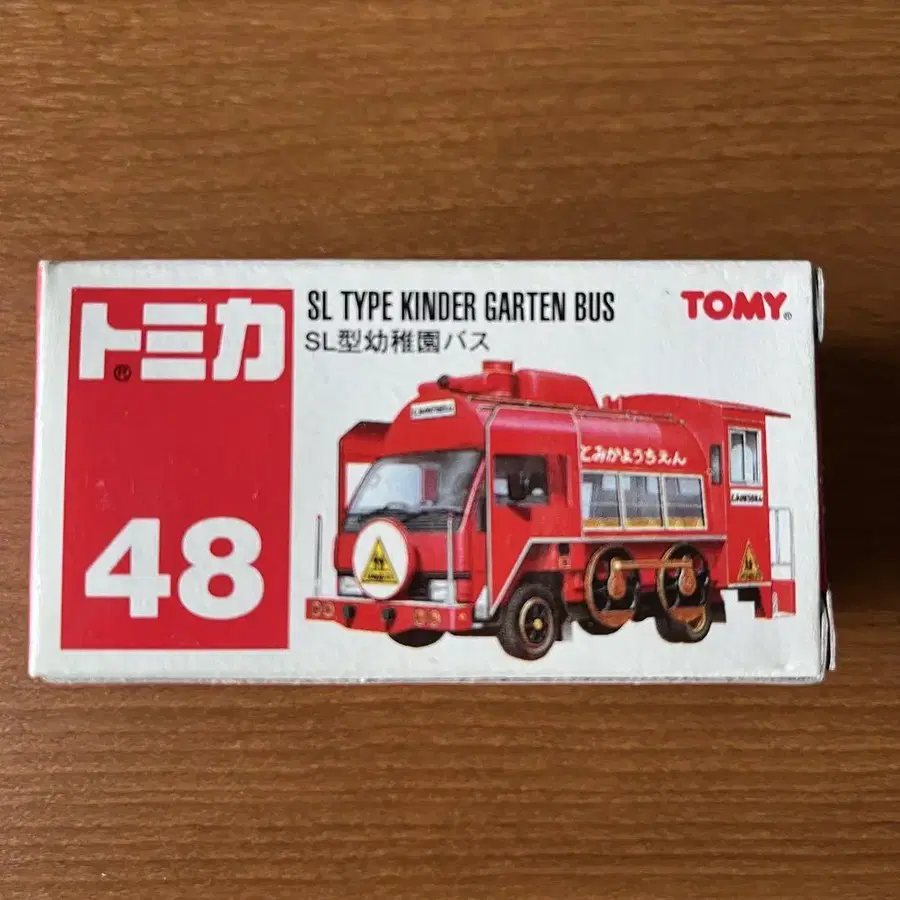 トミカ®
48
SL TYPE KINDER GARTEN BUS
SL型幼稚園バス
TOMY®
とみかようちえん